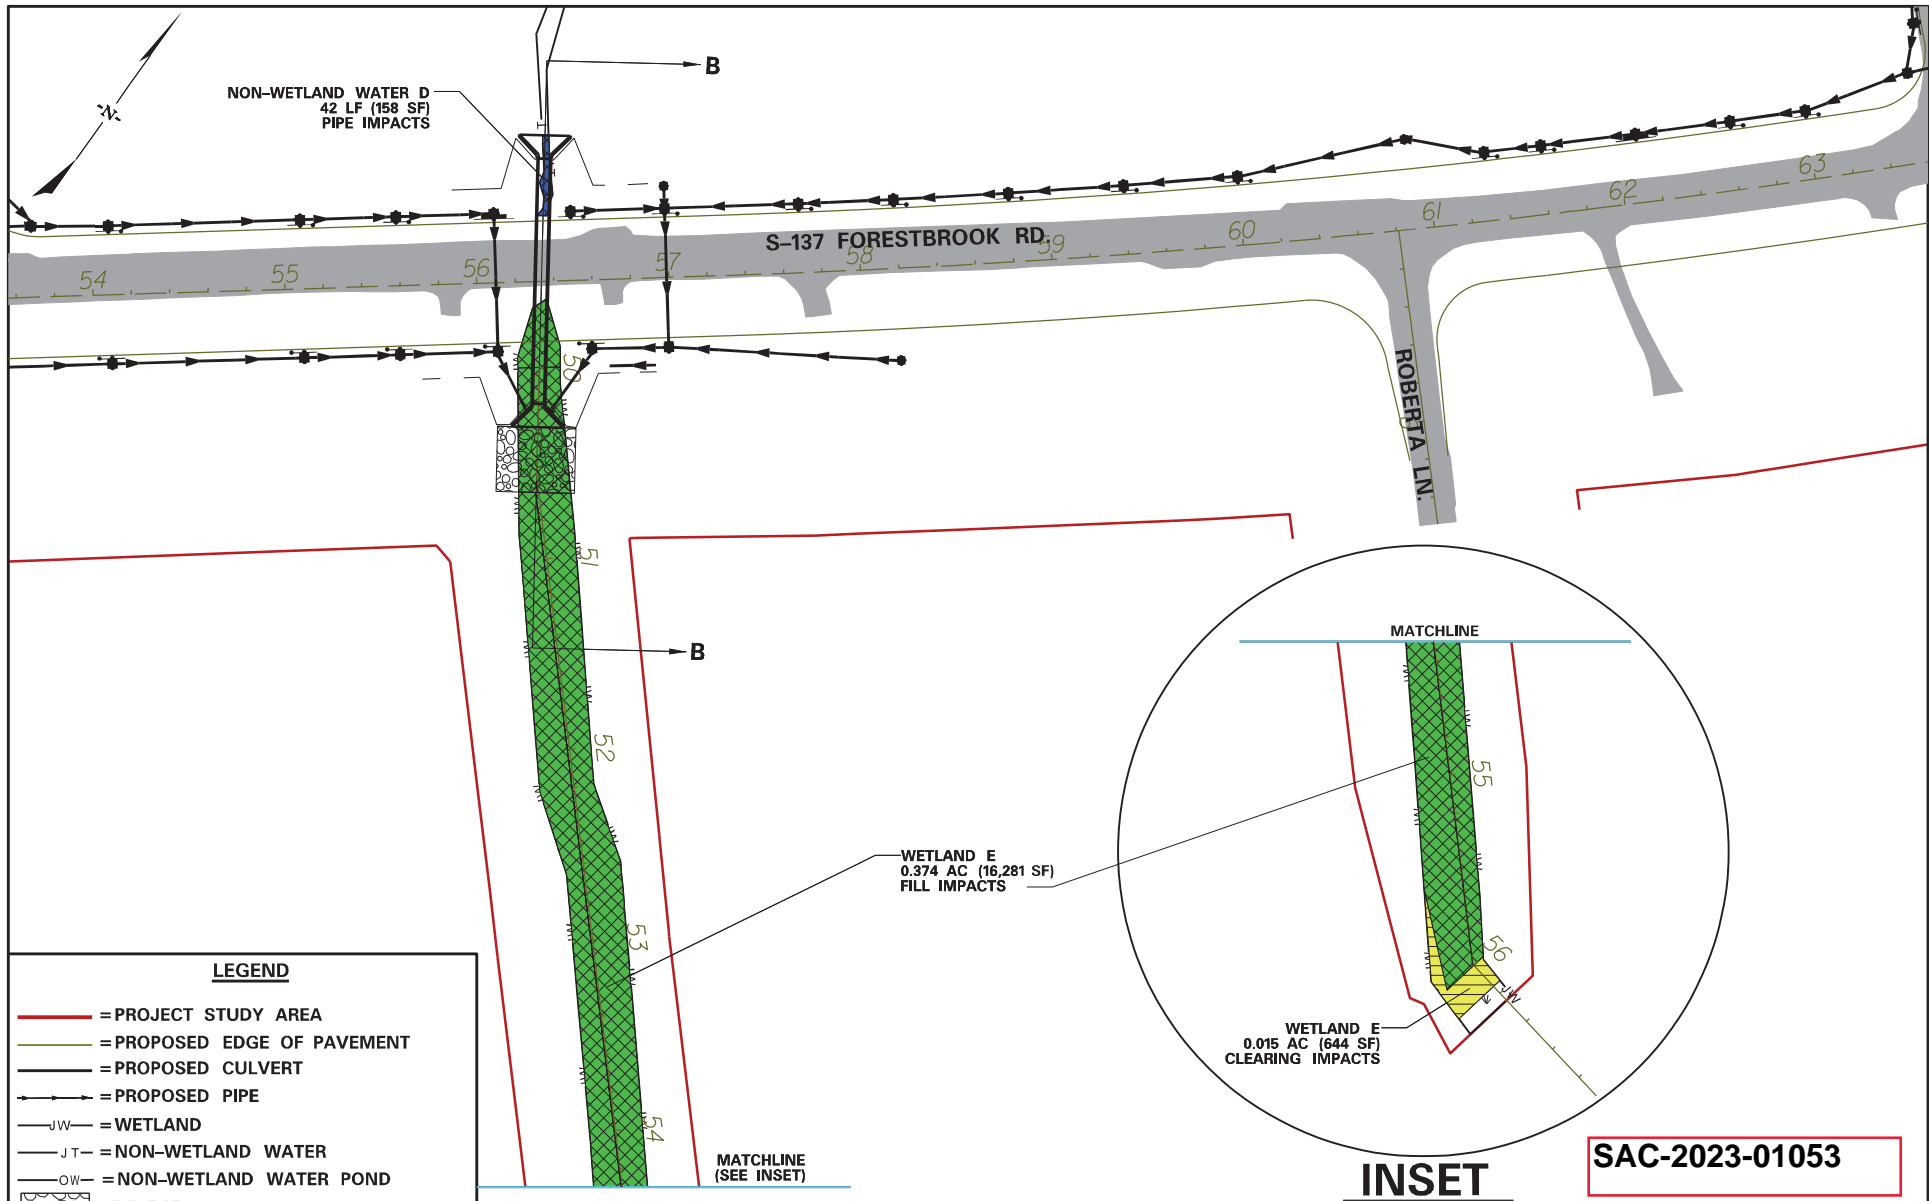 B
NON-WETLAND WATER D
42 LF (158 SF)
PIPE IMPACTS
-N-
S-137 FORESTBROOK RD.
54
55
56
57
58
59
60
61
62
63
ROBERTA LN.
50
51
B
52
53
54
WETLAND E
0.374 AC (16,281 SF)
FILL IMPACTS
MATCHLINE
55
56
JW
WETLAND E
0.015 AC (644 SF)
CLEARING IMPACTS
INSET
MATCHLINE
(SEE INSET)
LEGEND
= PROJECT STUDY AREA
= PROPOSED EDGE OF PAVEMENT
= PROPOSED CULVERT
= PROPOSED PIPE
JW = WETLAND
JT = NON-WETLAND WATER
OW = NON-WETLAND WATER POND
SAC-2023-01053